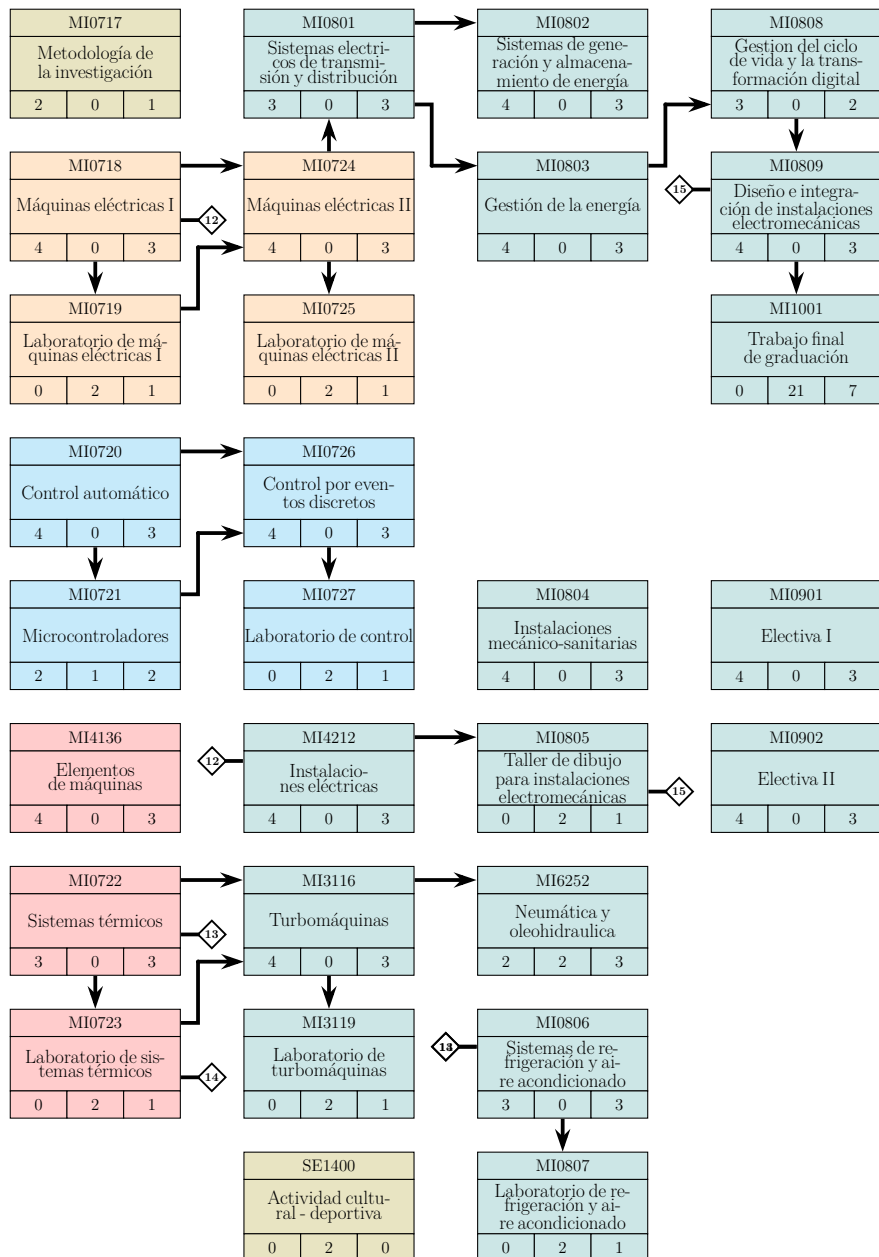 MI0717
Metodología de
la investigación
2 0 1
MI0718
Máquinas eléctricas I
12
4 0 3
MI0719
Laboratorio de má-
quinas eléctricas I
0 2 1
MI0720
Control automático
4 0 3
MI0721
Microcontroladores
2 1 2
MI4136
Elementos
de máquinas
4 0 3
MI0722
Sistemas térmicos
13
3 0 3
MI0723
Laboratorio de sis-
temas térmicos
14
0 2 1
MI0801
Sistemas electri-
cos de transmi-
sión y distribución
3 0 3
MI0724
Máquinas eléctricas II
4 0 3
MI0725
Laboratorio de má-
quinas eléctricas II
0 2 1
MI0726
Control por even-
tos discretos
4 0 3
MI0727
Laboratorio de control
0 2 1
12
MI4212
Instalacio-
nes eléctricas
4 0 3
MI3116
Turbomáquinas
4 0 3
MI3119
Laboratorio de
turbomáquinas
0 2 1
SE1400
Actividad cultu-
ral - deportiva
0 2 0
MI0802
Sistemas de gene-
ración y almacena-
miento de energía
4 0 3
MI0803
Gestión de la energía
4 0 3
MI0804
Instalaciones
mecánico-sanitarias
4 0 3
MI0805
Taller de dibujo
para instalaciones
electromecánicas
15
0 2 1
MI6252
Neumática y
oleohidraulica
2 2 3
MI0806
Sistemas de re-
frigeración y ai-
re acondicionado
3 0 3
MI0807
Laboratorio de re-
frigeración y ai-
re acondicionado
0 2 1
MI0808
Gestion del ciclo
de vida y la trans-
formación digital
3 0 2
15
MI0809
Diseño e integra-
ción de instalaciones
electromecánicas
4 0 3
MI1001
Trabajo final
de graduación
0 21 7
MI0901
Electiva I
4 0 3
MI0902
Electiva II
4 0 3